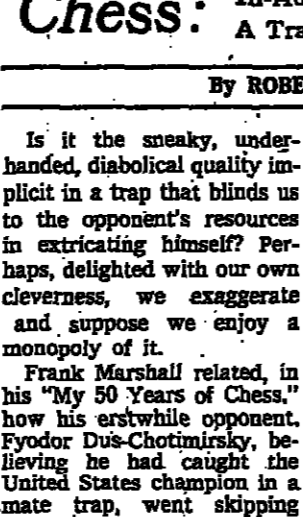 Chess:
A Tra
By ROBE
Is it the sneaky, under-
handed, diabolical quality im-
plicit in a trap that blinds us
to the opponent's resources
in extricating himself? Per-
haps, delighted with our own
cleverness, we exaggerate
and suppose we enjoy a
monopoly of it.
Frank Marshall related, in
his "My 50 Years of Chess,"
how his erstwhile opponent,
Fyodor Dus-Chotimirsky, be-
lieving he had caught the
United States champion in a
mate trap, went skipping